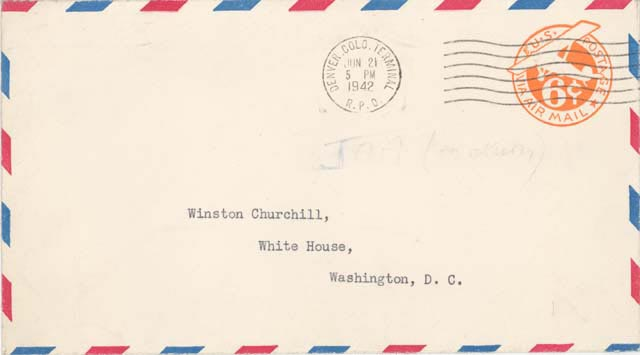 DENVER, COLO. TERMINAL
JUN 21
5 PM
1942
R.P.O.
U.S. POSTAGE
6¢
VIA AIR MAIL
Winston Churchill,
White House,
Washington, D. C.